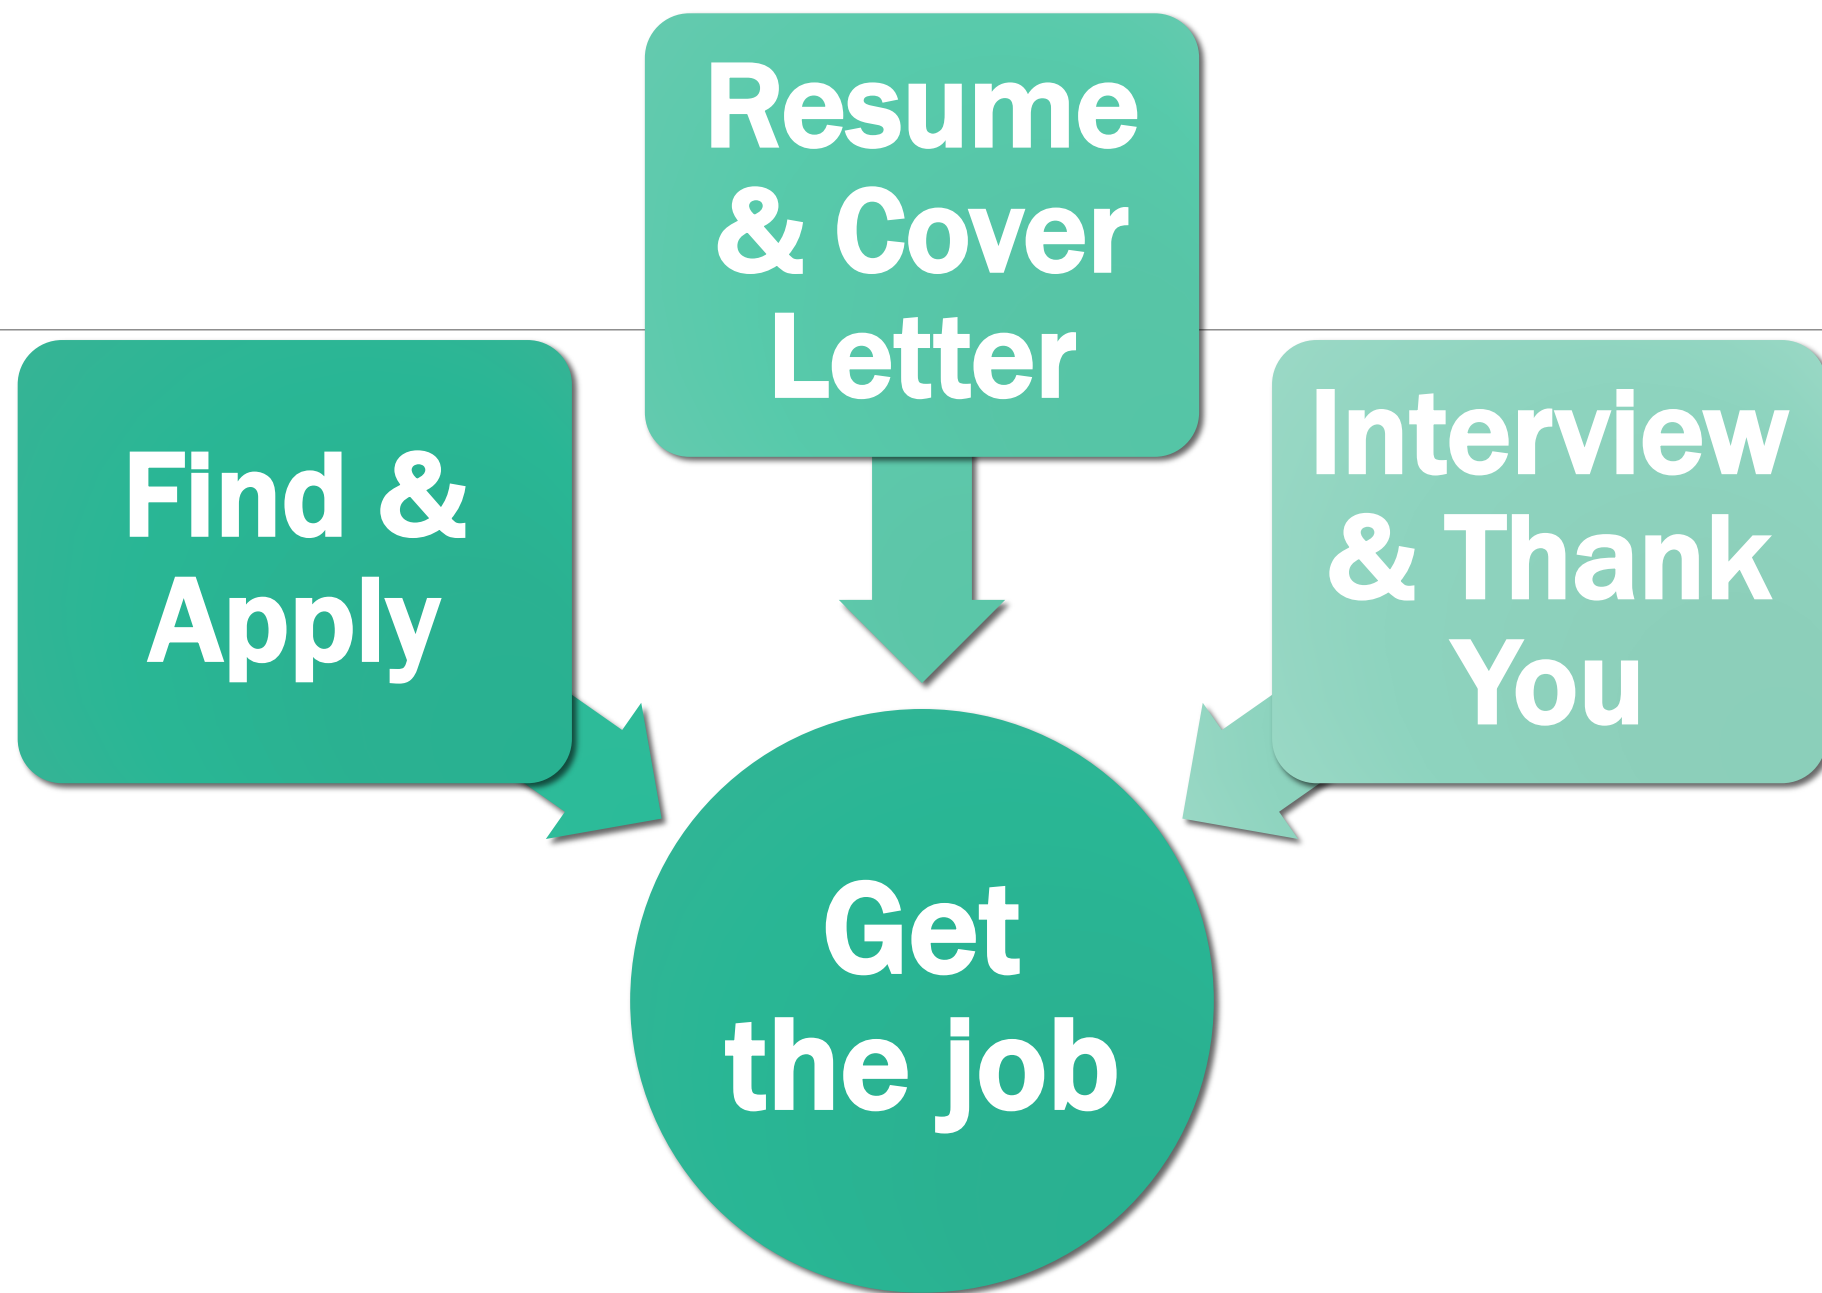 Resume
& Cover
Letter
Find &
Apply
Interview
& Thank
You
Get
the job